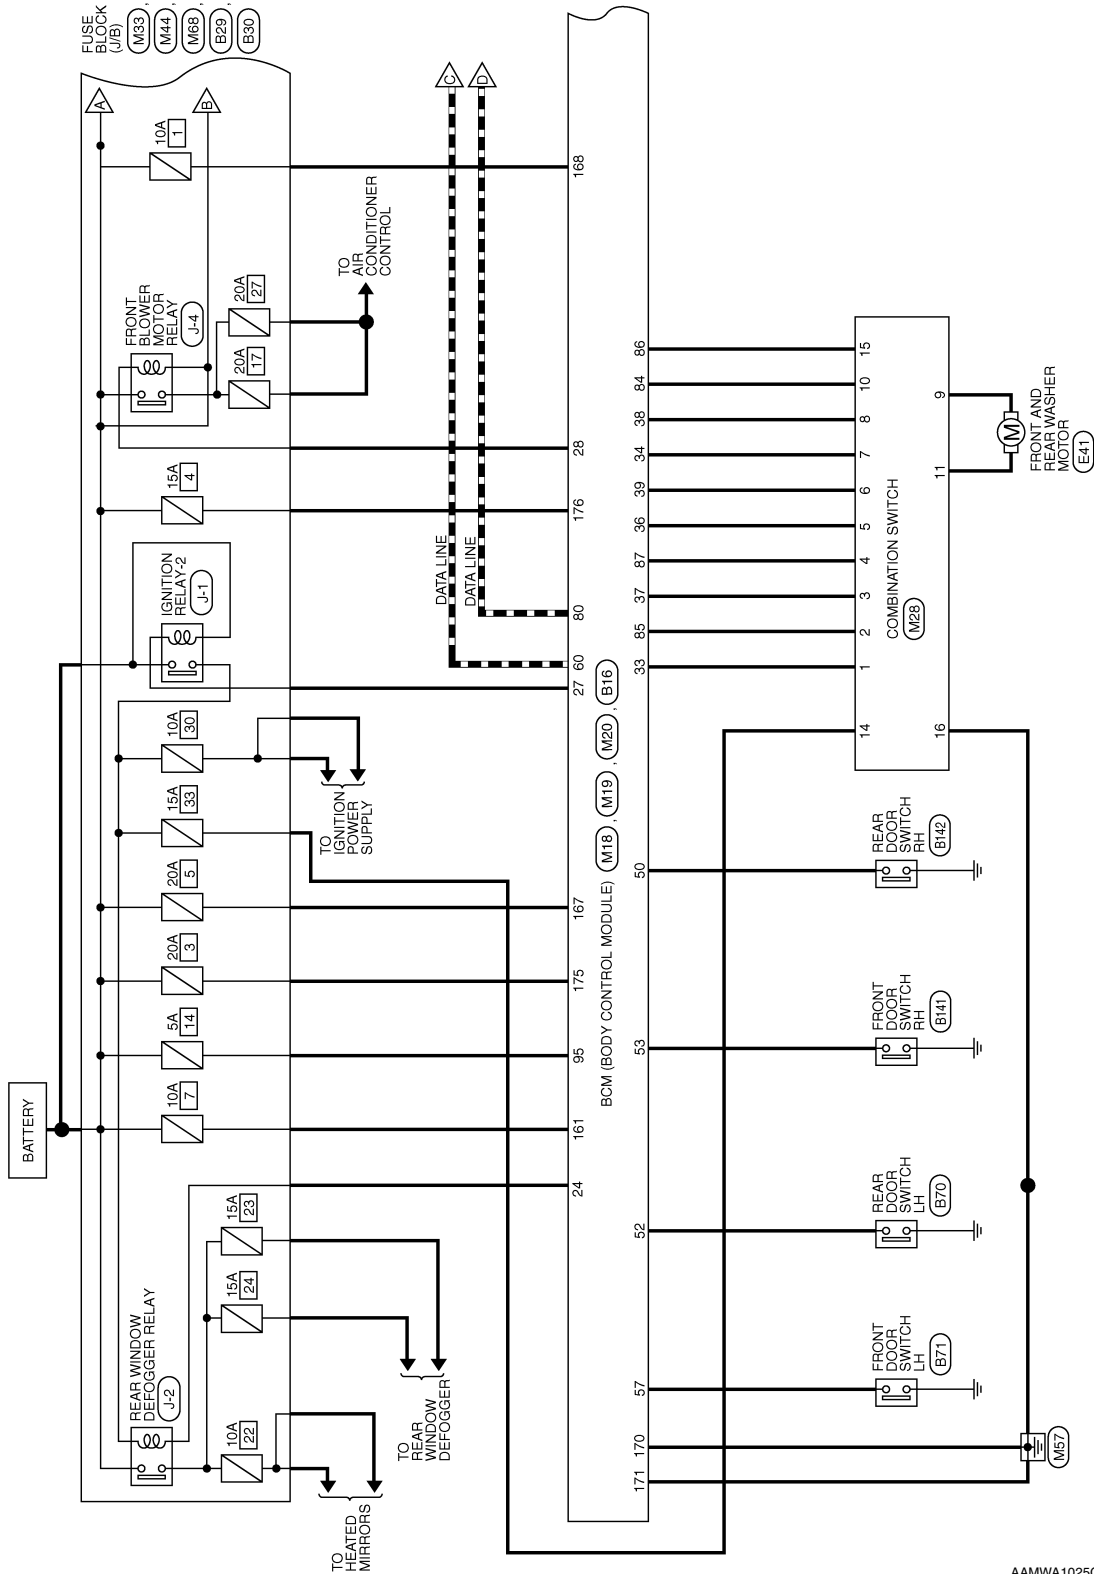 BATTERY
FUSE
BLOCK
(J/B)
M33 ,
M44 ,
M68 ,
B29 ,
B30
REAR WINDOW
DEFOGGER RELAY
J-2
10A
22
15A
24
15A
23
10A
7
5A
14
20A
3
20A
5
15A
33
10A
30
IGNITION
RELAY-2
J-1
15A
4
FRONT
BLOWER
MOTOR
RELAY
J-4
20A
17
20A
27
10A
1
A
B
TO
HEATED
MIRRORS
TO
REAR
WINDOW
DEFOGGER
TO
IGNITION
POWER
SUPPLY
TO
AIR
CONDITIONER
CONTROL
DATA LINE
DATA LINE
C
D
24
161
95
175
167
27
60
80
176
28
168
BCM (BODY CONTROL MODULE) M18 , M19 , M20 , B16
171
170
57
52
53
50
33
85
37
87
36
39
34
38
84
86
14
1
2
3
4
5
6
7
8
10
15
COMBINATION SWITCH
M28
16
11
9
M
FRONT AND
REAR WASHER
MOTOR
E41
FRONT
DOOR
SWITCH
LH
B71
REAR
DOOR
SWITCH
LH
B70
FRONT
DOOR
SWITCH
RH
B141
REAR
DOOR
SWITCH
RH
B142
M57